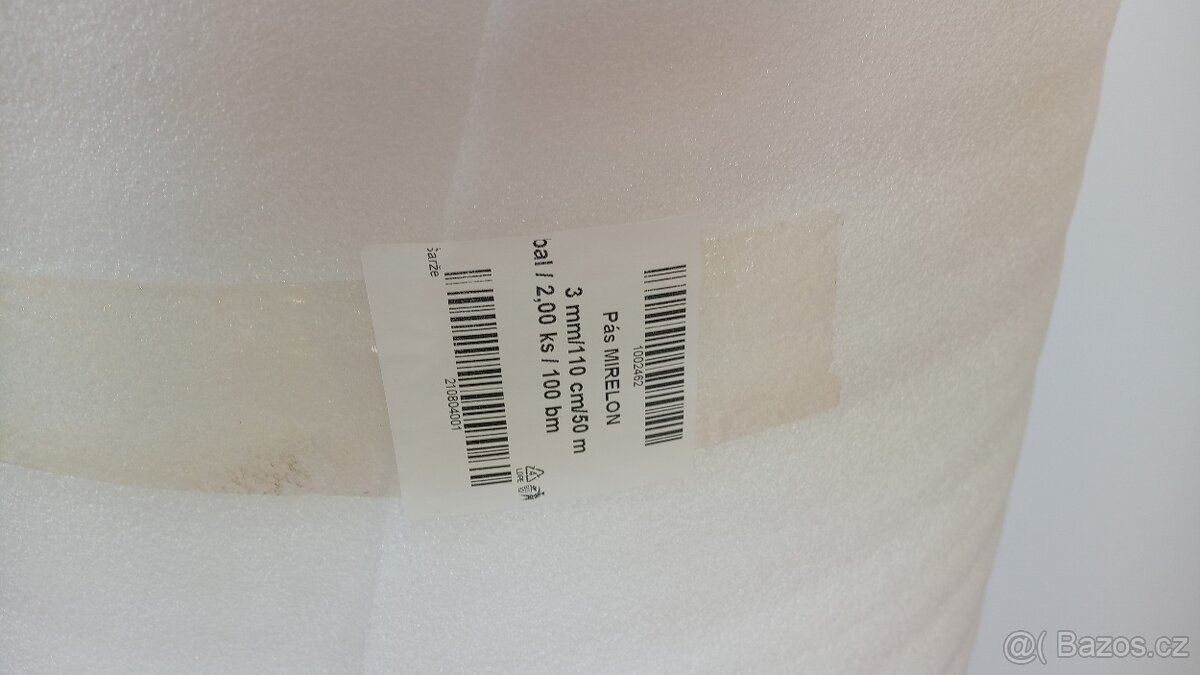 1002462
Pás MIRELON
3 mm/110 cm/50 m
bal / 2,00 ks / 100 bm
210804001
šarže
@( Bazos.cz